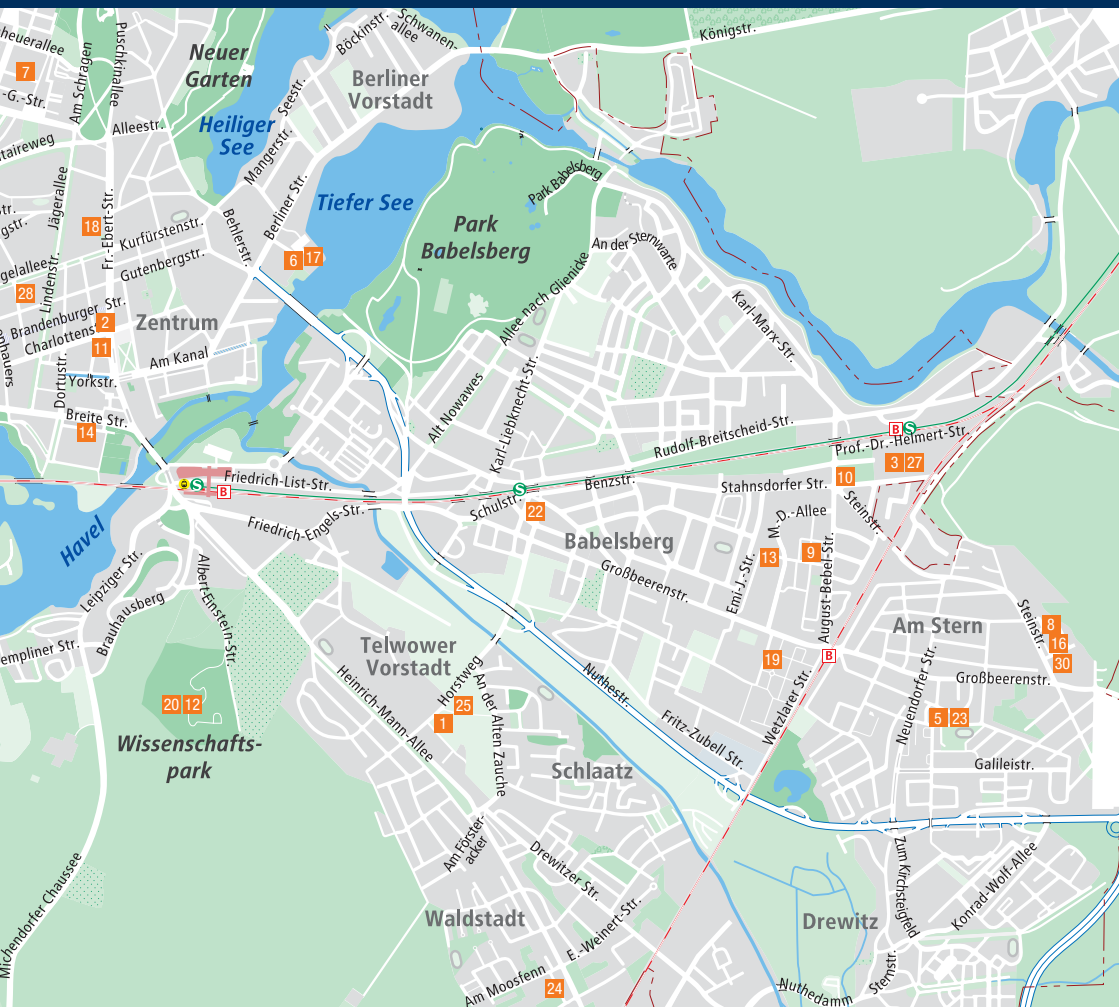 Schwanen-
allee
Böckinstr.
Königstr.
heuerallee
Puschkinallee
Am Schragen
Neuer
Garten
Berliner
Vorstadt
7
-G.-Str.
Seestr.
Alleestr.
Heiliger
See
Mangerstr.
Park Babelsberg
Jägerallee
Fr.-Ebert-Str.
Berliner Str.
Tiefer See
Park
Babelsberg
18
Kurfürstenstr.
Behlerstr.
An der Sternwarte
Gutenbergstr.
6
17
Lindenstr.
28
Allee nach Glienicke
Karl-Marx-Str.
Brandenburger Str.
2
Zentrum
11
Am Kanal
Dortustr.
Yorkstr.
Alt Nowawes
Karl-Liebknecht-Str.
Breite Str.
14
Rudolf-Breitscheid-Str.
B
S
Prof.-Dr.-Helmert-Str.
3
27
10
S
B
Friedrich-List-Str.
S
Benzstr.
Stahnsdorfer Str.
Schulstr.
22
Steinstr.
Friedrich-Engels-Str.
M.-D.-Allee
Havel
Babelsberg
13
9
August-Bebel-Str.
Leipziger Str.
Albert-Einstein-Str.
Großbeerenstr.
Emi-J.-Str.
Brauhausberg
Steinstr.
8
16
30
Am Stern
empliner Str.
Telwower
Vorstadt
B
19
Großbeerenstr.
Horstweg
Heinrich-Mann-Allee
An der Alten Zauche
Nuthestr.
Wetzlarer Str.
Neuendorfer Str.
20
12
25
1
5
23
Fritz-Zubell Str.
Wissenschafts-
park
Schlaatz
Galileistr.
Am Förster-
acker
Drewitzer Str.
Zum Kirchsteigfeld
Konrad-Wolf-Allee
Michendorfer Chaussee
Waldstadt
E.-Weinert-Str.
Drewitz
Am Moosfenn
24
Sternstr.
Nuthedamm